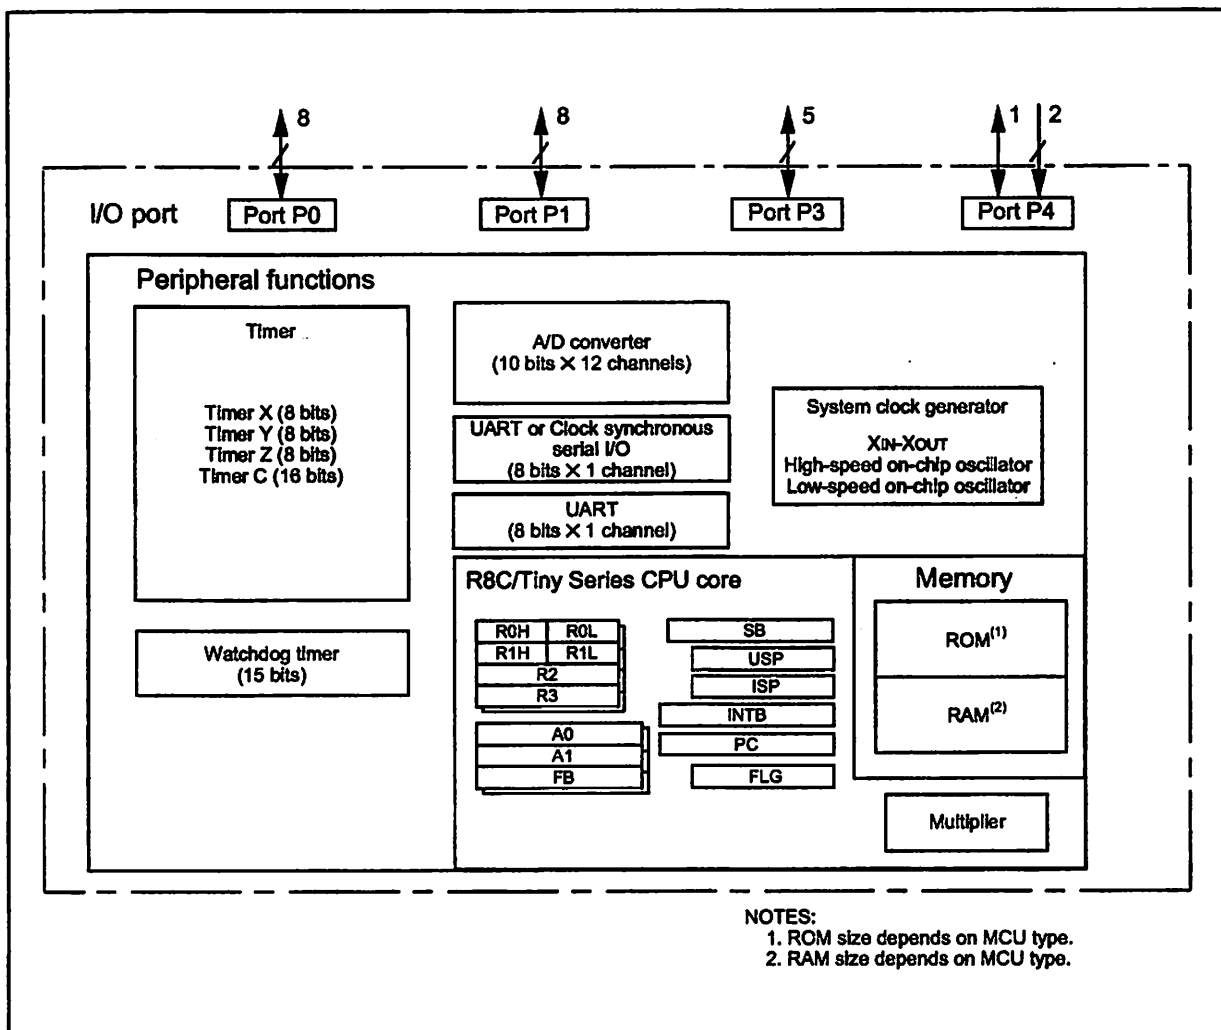 8
8
5
1
2
I/O port
Port P0
Port P1
Port P3
Port P4
Peripheral functions
Timer
Timer X (8 bits)
Timer Y (8 bits)
Timer Z (8 bits)
Timer C (16 bits)
Watchdog timer
(15 bits)
A/D converter
(10 bits × 12 channels)
UART or Clock synchronous
serial I/O
(8 bits × 1 channel)
UART
(8 bits × 1 channel)
System clock generator
XIN-XOUT
High-speed on-chip oscillator
Low-speed on-chip oscillator
R8C/Tiny Series CPU core
R0H R0L
R1H R1L
R2
R3
A0
A1
FB
SB
USP
ISP
INTB
PC
FLG
Memory
ROM(1)
RAM(2)
Multiplier
NOTES:
1. ROM size depends on MCU type.
2. RAM size depends on MCU type.